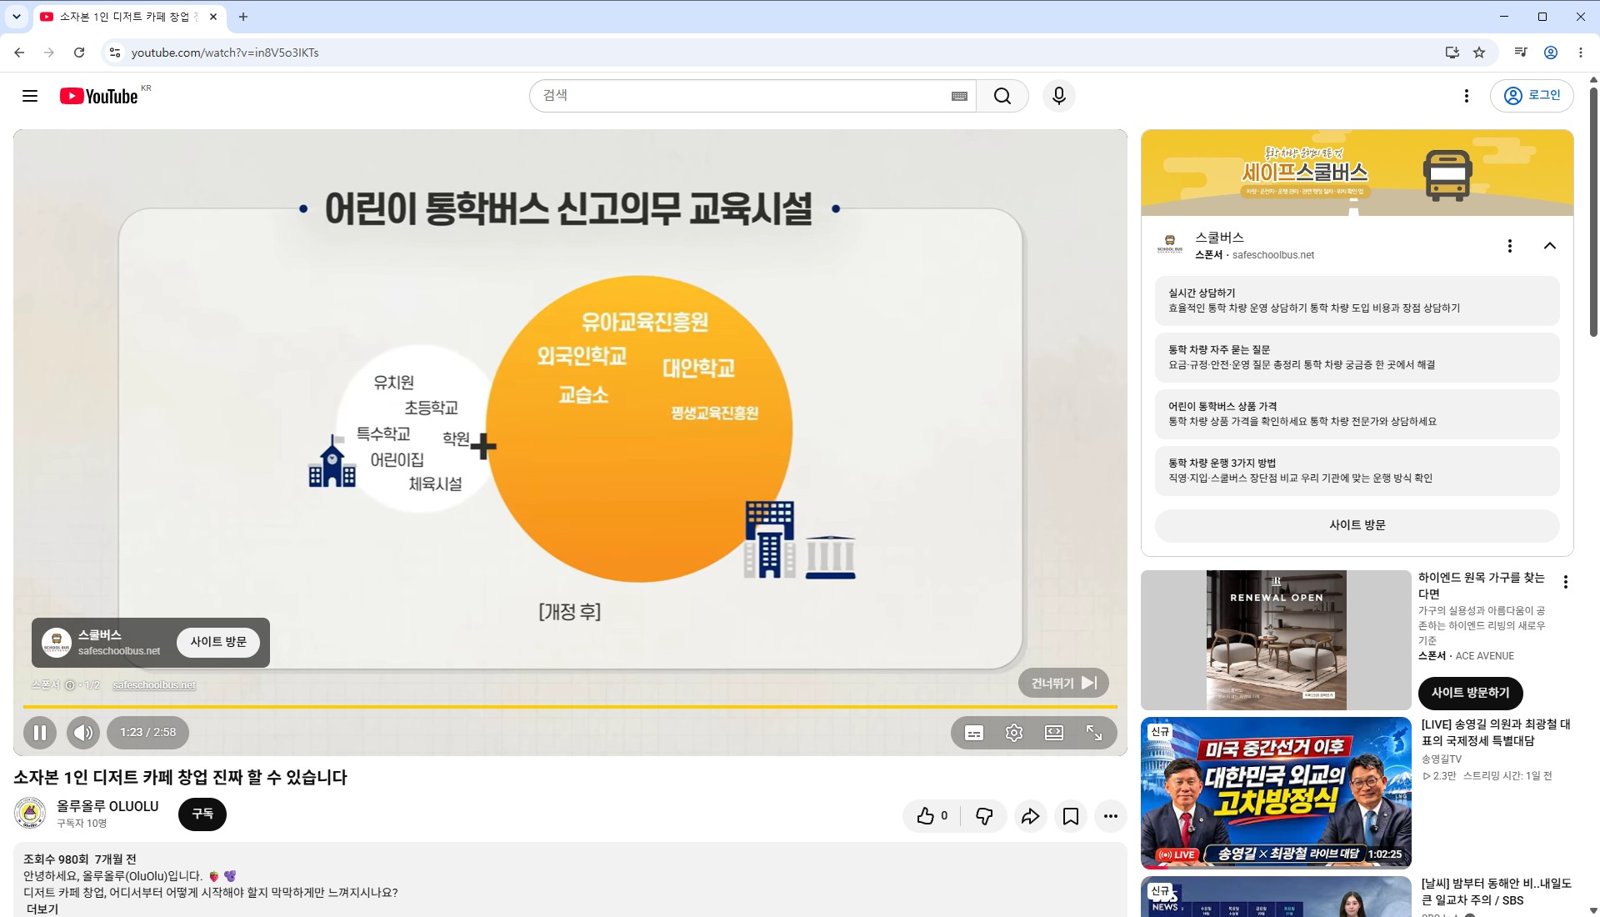 소자본 1인 디저트 카페 창업 진
youtube.com/watch?v=in8V5o3IKTs
YouTube KR
검색
로그인
어린이 통학버스 신고의무 교육시설
유아교육진흥원
외국인학교
대안학교
교습소
평생교육진흥원
유치원
초등학교
특수학교
학원
어린이집
체육시설
+
[개정 후]
스쿨버스
safeschoolbus.net
사이트 방문
스폰서 · 1/2 safeschoolbus.net
건너뛰기
1:23 / 2:58
소자본 1인 디저트 카페 창업 진짜 할 수 있습니다
올루올루 OLUOLU
구독자 10명
구독
0
조회수 980회 7개월 전
안녕하세요, 올루올루(OluOlu)입니다. 🍓 🍇
디저트 카페 창업, 어디서부터 어떻게 시작해야 할지 막막하게만 느껴지시나요?
더보기
세이프스쿨버스
스쿨버스
스폰서 · safeschoolbus.net
실시간 상담하기
효율적인 통학 차량 운영 상담하기 통학 차량 도입 비용과 장점 상담하기
통학 차량 자주 묻는 질문
요금·규정·안전·운영 질문 총정리 통학 차량 궁금증 한 곳에서 해결
어린이 통학버스 상품 가격
통학 차량 상품 가격을 확인하세요 통학 차량 전문가와 상담하세요
통학 차량 운행 3가지 방법
직영·지입·스쿨버스 장단점 비교 우리 기관에 맞는 운행 방식 확인
사이트 방문
RENEWAL OPEN
하이엔드 원목 가구를 찾는
다면
가구의 실용성과 아름다움이 공
존하는 하이엔드 리빙의 새로우
기준
스폰서 · ACE AVENUE
사이트 방문하기
신규
미국 중간선거 이후
대한민국 외교의
고차방정식
LIVE
송영길 × 최광철 라이브 대담
1:02:25
[LIVE] 송영길 의원과 최광철 대
표의 국제정세 특별대담
송영길TV
2.3만 스트리밍 시간: 1일 전
신규
NEWS
[날씨] 밤부터 동해안 비..내일도
큰 일교차 주의 / SBS